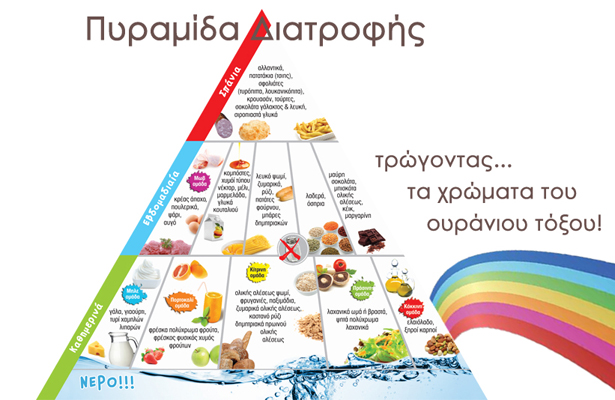 Πυραμίδα Διατροφής
Σπάνια
αλλαντικά,
πατατάκια (τσιπς),
σφολιάτες
(τυρόπιτα, λουκανικόπιτα),
κρουασάν, τούρτες,
σοκολάτα γάλακτος & λευκή,
σιροπιαστά γλυκά
τρώγοντας...
τα χρώματα του
ουράνιου τόξου!
εβδομαδιαία
Μωβ
ομάδα
κρέας άπαχο,
πουλερικά,
ψάρι,
αυγό
κομπόστες,
χυμοί τύπου
νέκταρ, μέλι,
μαρμελάδα,
γλυκά
κουταλιού
λευκό ψωμί,
ζυμαρικά,
ρύζι,
πατάτες
φούρνου,
μπάρες
δημητριακών
λαδερά,
όσπρια
μαύρη
σοκολάτα,
μπισκότα
ολικής
αλέσεως,
κέικ,
μαργαρίνη
Καθημερινά
Μπλε
ομάδα
γάλα, γιαούρτι,
τυρί χαμηλών
λιπαρών
Πορτοκαλί
ομάδα
φρέσκα πολύχρωμα φρούτα,
φρέσκος φυσικός χυμός
φρούτων
Κίτρινη
ομάδα
ολικής αλέσεως ψωμί,
φρυγανιές, παξιμάδια,
ζυμαρικά ολικής αλέσεως,
καστανό ρύζι
δημητριακά πρωινού
ολικής
αλέσεως
Πράσινη
ομάδα
λαχανικά ωμά ή βραστά,
ψητά πολύχρωμα
λαχανικά
Κόκκινη
ομάδα
ελαιόλαδο,
ξηροί καρποί
ΝΕΡΟ!!!